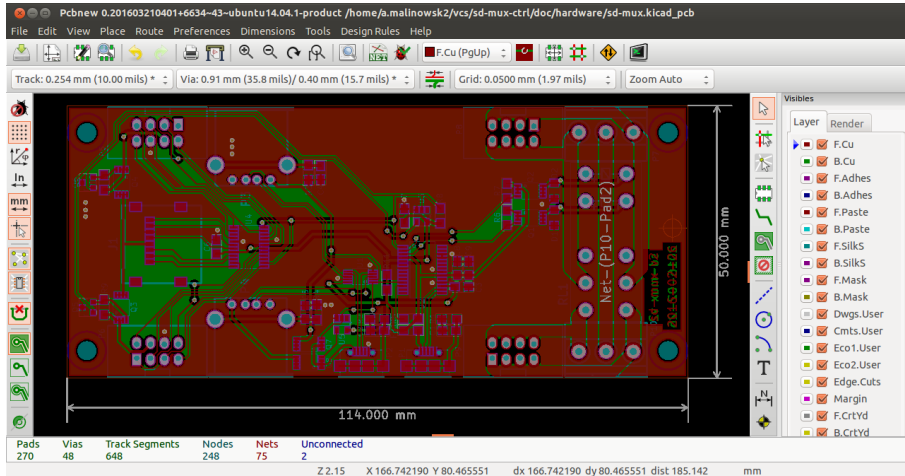 Pcbnew 0.201603210401+6634~43~ubuntu14.04.1-product /home/a.malinowsk2/vcs/sd-mux-ctrl/doc/hardware/sd-mux.kicad_pcb
File Edit View Place Route Preferences Dimensions Tools Design Rules Help
F.Cu (PgUp)
Track: 0.254 mm (10.00 mils) * Via: 0.91 mm (35.8 mils)/ 0.40 mm (15.7 mils) * Grid: 0.0500 mm (1.97 mils) Zoom Auto
Visibles
Layer Render
F.Cu
B.Cu
F.Adhes
B.Adhes
F.Paste
B.Paste
F.SilkS
B.SilkS
F.Mask
B.Mask
Dwgs.User
Cmts.User
Eco1.User
Eco2.User
Edge.Cuts
Margin
F.CrtYd
B.CrtYd
In
mm
Net-(P10-Pad2)
50.000 mm
114.000 mm
T
N
Pads Vias Track Segments Nodes Nets Unconnected
270 48 648 248 75 2
Z 2.15 X 166.742190 Y 80.465551 dx 166.742190 dy 80.465551 dist 185.142 mm